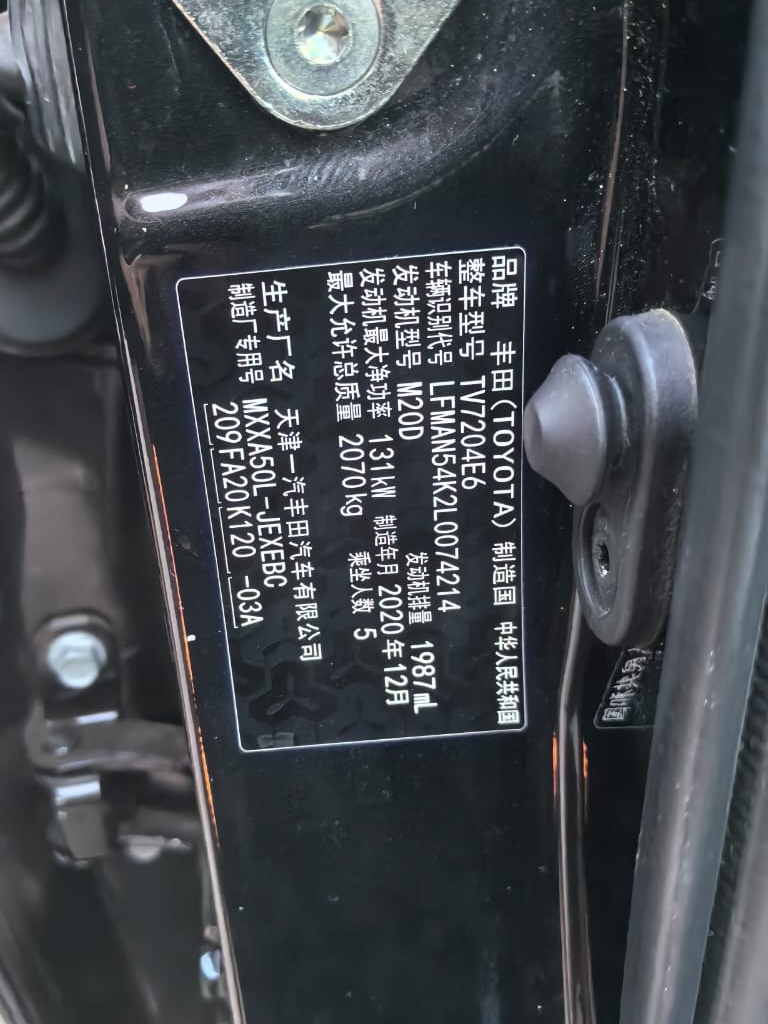 品牌 丰田(TOYOTA) 制造国 中华人民共和国
整车型号 TV7204E6
车辆识别代号 LFMAN54K2L0074214
发动机型号 M20D 发动机排量 1987mL
发动机最大净功率 131kW 制造年月 2020年12月
最大允许总质量 2070kg 乘坐人数 5
生产厂名 天津一汽丰田汽车有限公司
制造厂专用号 MXXA50L-JEXEBC
209FA20K120 -03A